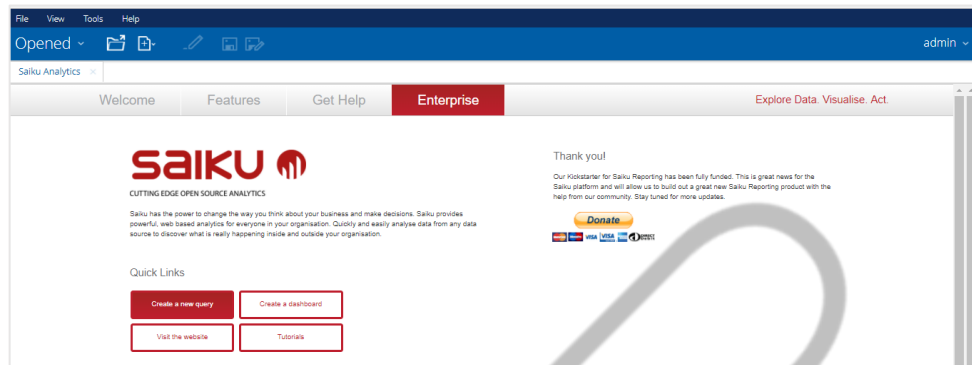 File View Tools Help
Opened
admin
Saiku Analytics ×
Welcome Features Get Help Enterprise
Explore Data. Visualise. Act.
saiku
CUTTING EDGE OPEN SOURCE ANALYTICS
Saiku has the power to change the way you think about your business and make decisions. Saiku provides
powerful, web based analytics for everyone in your organisation. Quickly and easily analyse data from any data
source to discover what is really happening inside and outside your organisation.
Quick Links
Create a new query
Create a dashboard
Visit the website
Tutorials
Thank you!
Our Kickstarter for Saiku Reporting has been fully funded. This is great news for the
Saiku platform and will allow us to build out a great new Saiku Reporting product with the
help from our community. Stay tuned for more updates.
Donate
VISA VISA